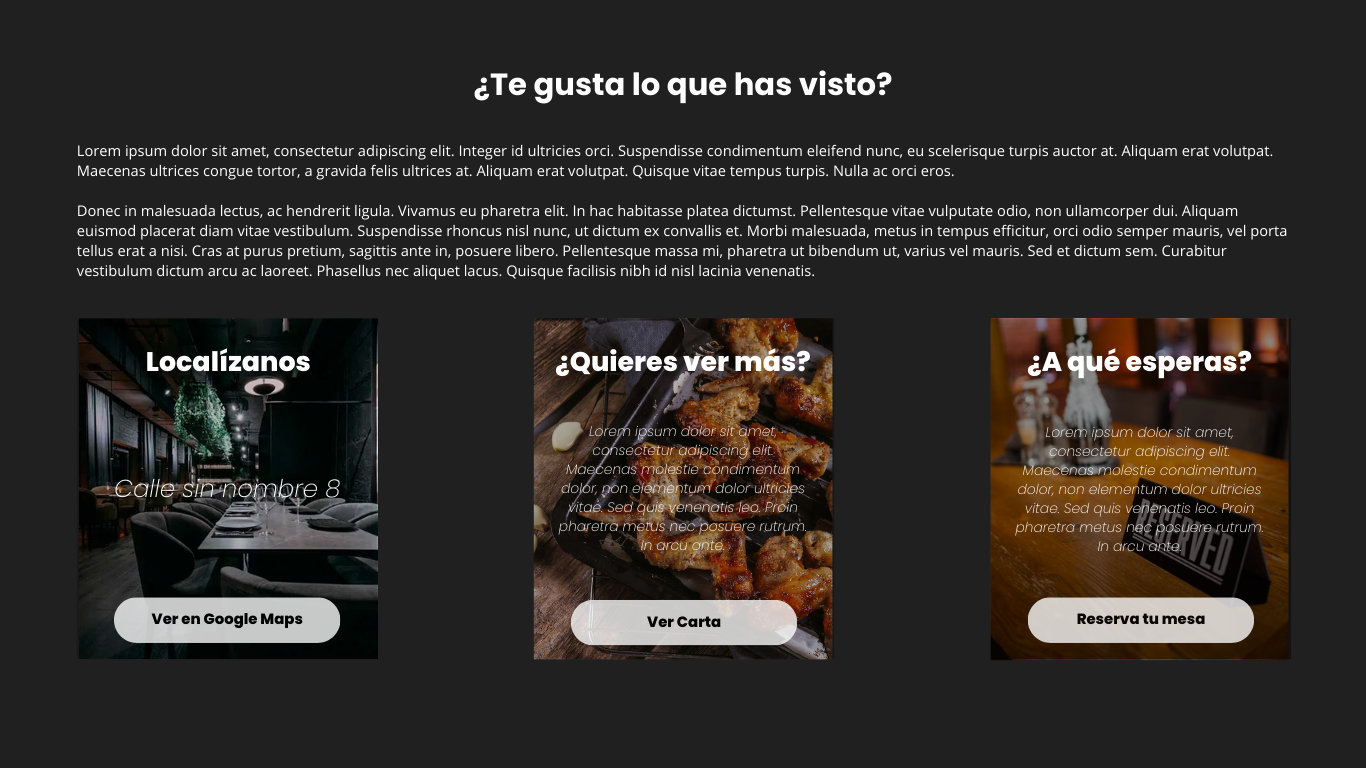 ¿Te gusta lo que has visto?
Lorem ipsum dolor sit amet, consectetur adipiscing elit. Integer id ultricies orci. Suspendisse condimentum eleifend nunc, eu scelerisque turpis auctor at. Aliquam erat volutpat.
Maecenas ultrices congue tortor, a gravida felis ultrices at. Aliquam erat volutpat. Quisque vitae tempus turpis. Nulla ac orci eros.
Donec in malesuada lectus, ac hendrerit ligula. Vivamus eu pharetra elit. In hac habitasse platea dictumst. Pellentesque vitae vulputate odio, non ullamcorper dui. Aliquam
euismod placerat diam vitae vestibulum. Suspendisse rhoncus nisl nunc, ut dictum ex convallis et. Morbi malesuada, metus in tempus efficitur, orci odio semper mauris, vel porta
tellus erat a nisi. Cras at purus pretium, sagittis ante in, posuere libero. Pellentesque massa mi, pharetra ut bibendum ut, varius vel mauris. Sed et dictum sem. Curabitur
vestibulum dictum arcu ac laoreet. Phasellus nec aliquet lacus. Quisque facilisis nibh id nisl lacinia venenatis.
Localízanos
Calle sin nombre 8
Ver en Google Maps
¿Quieres ver más?
Lorem ipsum dolor sit amet,
consectetur adipiscing elit.
Maecenas molestie condimentum
dolor, non elementum dolor ultricies
vitae. Sed quis venenatis leo. Proin
pharetra metus nec posuere rutrum.
In arcu ante.
Ver Carta
¿A qué esperas?
Lorem ipsum dolor sit amet,
consectetur adipiscing elit.
Maecenas molestie condimentum
dolor, non elementum dolor ultricies
vitae. Sed quis venenatis leo. Proin
pharetra metus nec posuere rutrum.
In arcu ante.
RESERVED
Reserva tu mesa